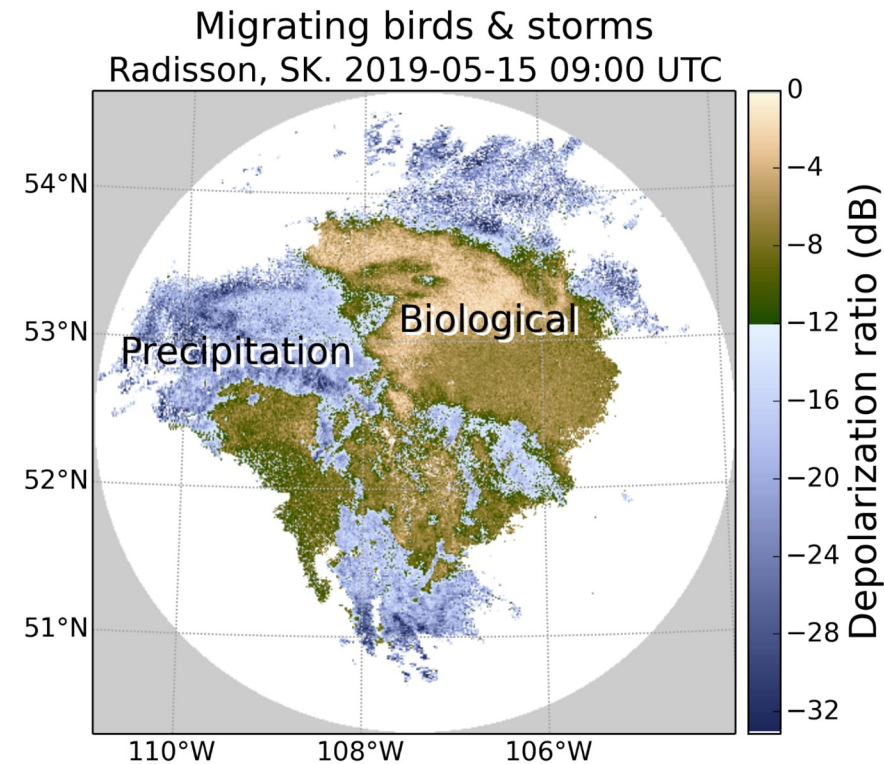 Migrating birds & storms
Radisson, SK. 2019-05-15 09:00 UTC
0
−4
−8
−12
−16
−20
−24
−28
−32
Depolarization ratio (dB)
54°N
53°N
52°N
51°N
Biological
Precipitation
110°W
108°W
106°W